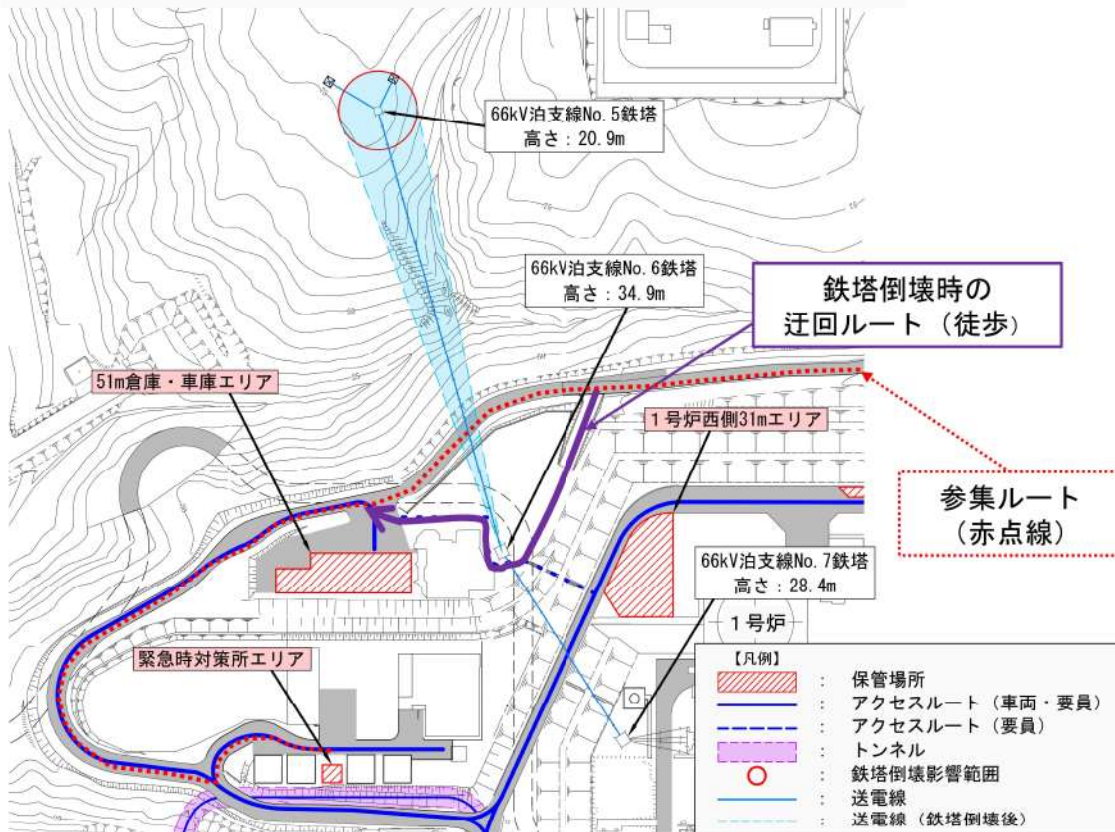 66kV泊支線No.5鉄塔
高さ：20.9m
66kV泊支線No.6鉄塔
高さ：34.9m
鉄塔倒壊時の
迂回ルート（徒歩）
51m倉庫・車庫エリア
1号炉西側31mエリア
参集ルート
（赤点線）
66kV泊支線No.7鉄塔
高さ：28.4m
1号炉
緊急時対策所エリア
【凡例】
： 保管場所
： アクセスルート（車両・要員）
： アクセスルート（要員）
： トンネル
： 鉄塔倒壊影響範囲
： 送電線
： 送電線（鉄塔倒壊後）